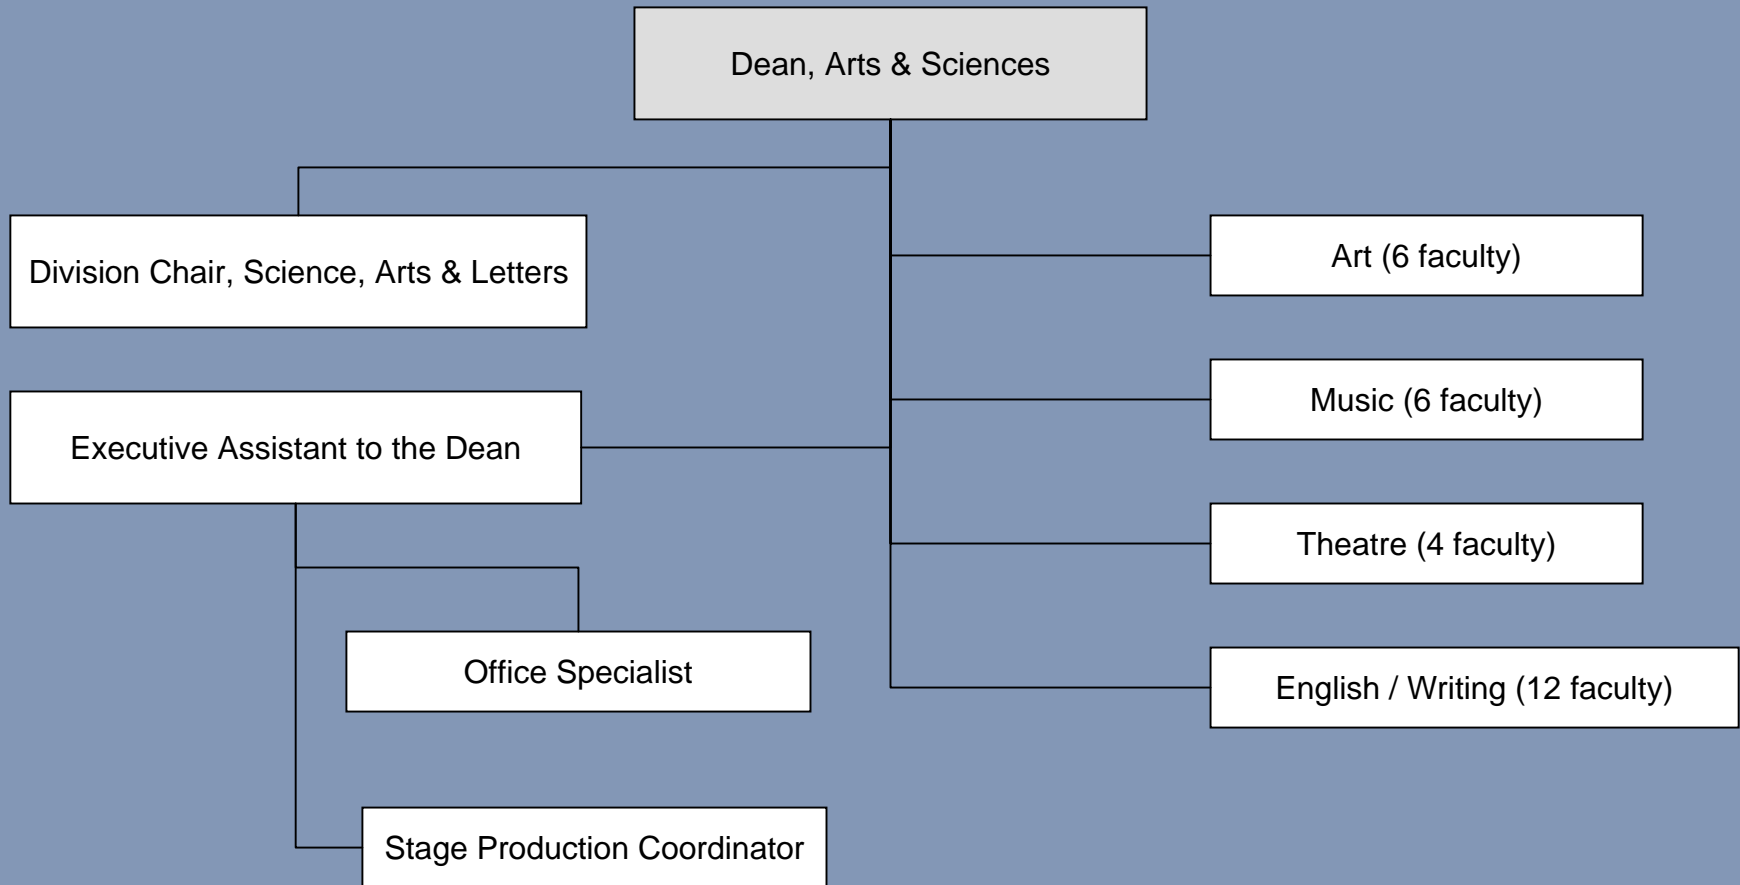 Dean, Arts & Sciences
Division Chair, Science, Arts & Letters
Art (6 faculty)
Music (6 faculty)
Executive Assistant to the Dean
Theatre (4 faculty)
Office Specialist
English / Writing (12 faculty)
Stage Production Coordinator